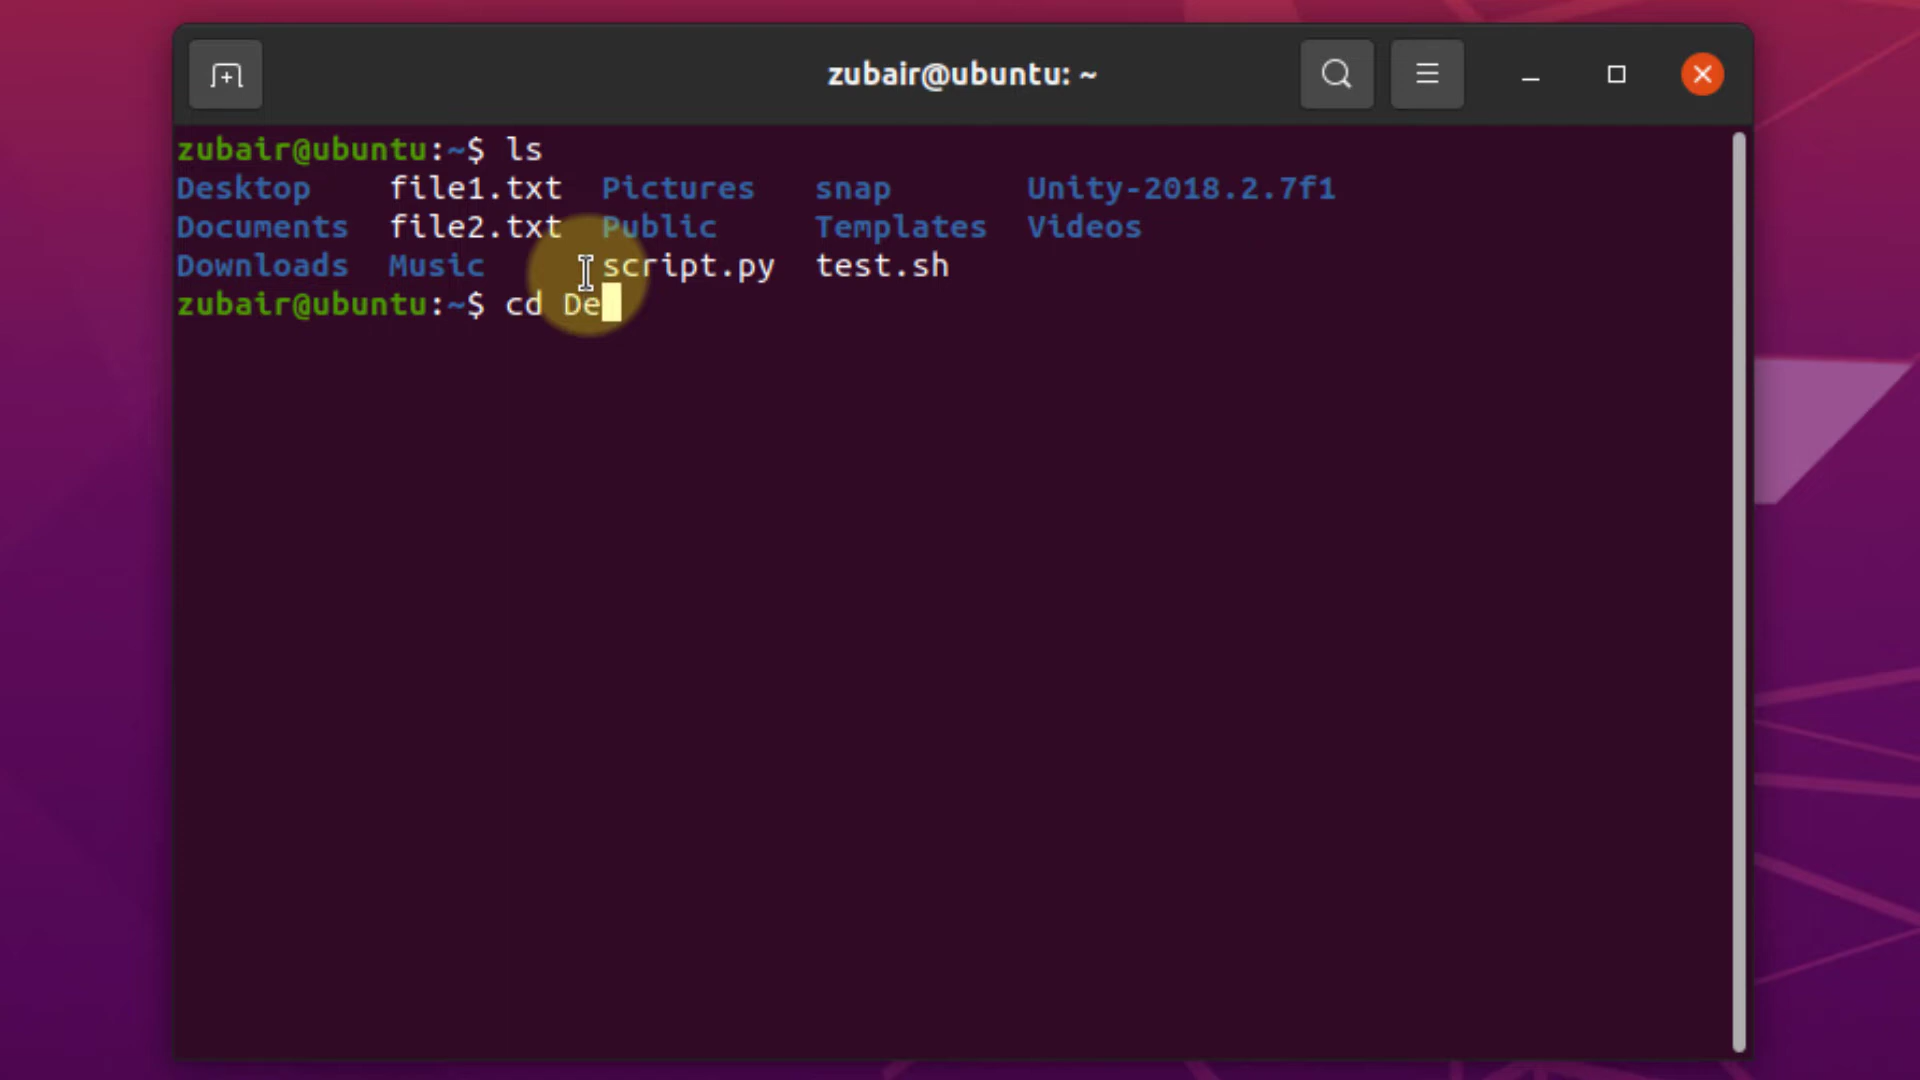 zubair@ubuntu: ~
zubair@ubuntu:~$ ls
Desktop file1.txt Pictures snap Unity-2018.2.7f1
Documents file2.txt Public Templates Videos
Downloads Music script.py test.sh
zubair@ubuntu:~$ cd De